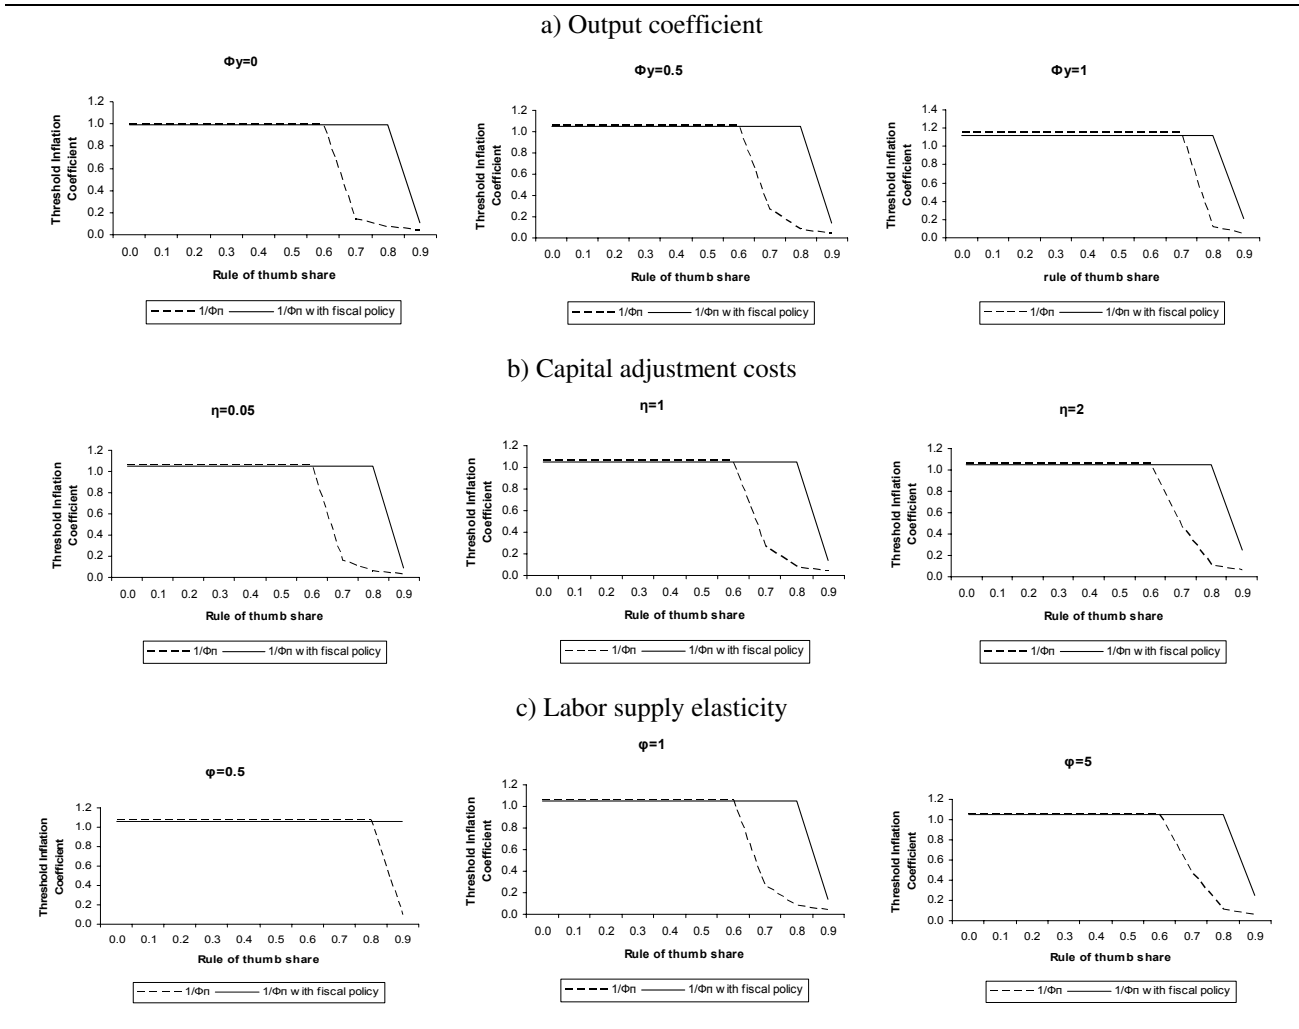 a) Output coefficient
Φy=0
Threshold Inflation
Coefficient
1.2
1.0
0.8
0.6
0.4
0.2
0.0
0.0 0.1 0.2 0.3 0.4 0.5 0.6 0.7 0.8 0.9
Rule of thumb share
1/Φπ 1/Φπ with fiscal policy
Φy=0.5
Threshold Inflation
Coefficient
1.2
1.0
0.8
0.6
0.4
0.2
0.0
0.0 0.1 0.2 0.3 0.4 0.5 0.6 0.7 0.8 0.9
Rule of thumb share
1/Φπ 1/Φπ with fiscal policy
Φy=1
Threshold Inflation
Coefficient
1.4
1.2
1.0
0.8
0.6
0.4
0.2
0.0
0.0 0.1 0.2 0.3 0.4 0.5 0.6 0.7 0.8 0.9
rule of thumb share
1/Φπ 1/Φπ with fiscal policy
b) Capital adjustment costs
η=0.05
Threshold Inflation
Coefficient
1.2
1.0
0.8
0.6
0.4
0.2
0.0
0.0 0.1 0.2 0.3 0.4 0.5 0.6 0.7 0.8 0.9
Rule of thumb share
1/Φπ 1/Φπ with fiscal policy
η=1
Threshold Inflation
Coefficient
1.2
1.0
0.8
0.6
0.4
0.2
0.0
0.0 0.1 0.2 0.3 0.4 0.5 0.6 0.7 0.8 0.9
Rule of thumb share
1/Φπ 1/Φπ with fiscal policy
η=2
Threshold Inflation
Coefficient
1.2
1.0
0.8
0.6
0.4
0.2
0.0
0.0 0.1 0.2 0.3 0.4 0.5 0.6 0.7 0.8 0.9
Rule of thumb share
1/Φπ 1/Φπ with fiscal policy
c) Labor supply elasticity
φ=0.5
Threshold Inflation
Coefficient
1.2
1.0
0.8
0.6
0.4
0.2
0.0
0.0 0.1 0.2 0.3 0.4 0.5 0.6 0.7 0.8 0.9
Rule of thumb share
1/Φπ 1/Φπ with fiscal policy
φ=1
Threshold Inflation
Coefficient
1.2
1.0
0.8
0.6
0.4
0.2
0.0
0.0 0.1 0.2 0.3 0.4 0.5 0.6 0.7 0.8 0.9
Rule of thumb share
1/Φπ 1/Φπ with fiscal policy
φ=5
Threshold Inflation
Coefficient
1.2
1.0
0.8
0.6
0.4
0.2
0.0
0.0 0.1 0.2 0.3 0.4 0.5 0.6 0.7 0.8 0.9
Rule of thumb share
1/Φπ 1/Φπ with fiscal policy